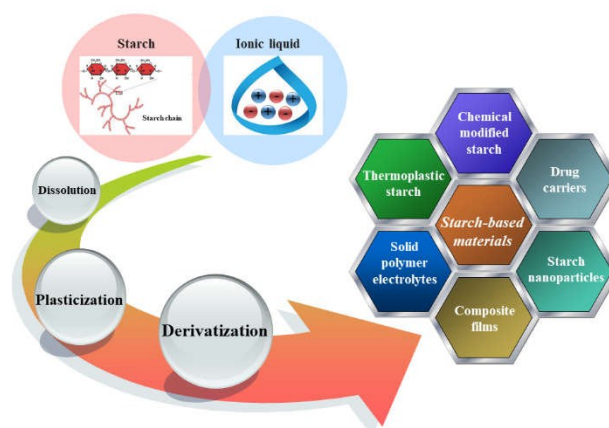 Starch
Ionic liquid
Starch chain
Dissolution
Plasticization
Derivatization
Chemical
modified
starch
Thermoplastic
starch
Drug
carriers
Starch-based
materials
Solid
polymer
electrolytes
Starch
nanoparticles
Composite
films